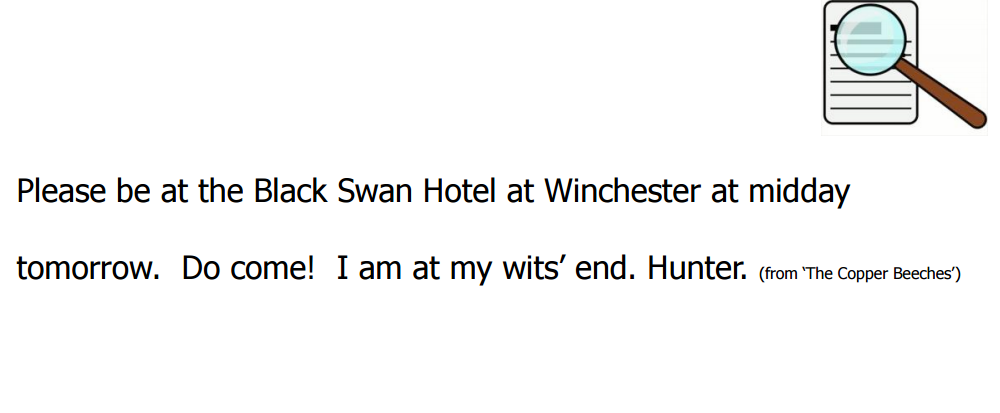 Please be at the Black Swan Hotel at Winchester at midday
tomorrow.  Do come!  I am at my wits’ end. Hunter. (from ‘The Copper Beeches’)